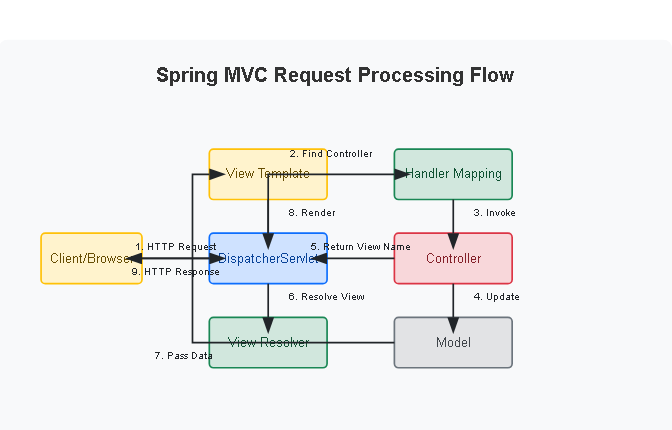 Spring MVC Request Processing Flow
2. Find Controller
View Template
Handler Mapping
8. Render
3. Invoke
1. HTTP Request
5. Return View Name
Client/Browser
DispatcherServlet
Controller
9. HTTP Response
6. Resolve View
4. Update
View Resolver
Model
7. Pass Data